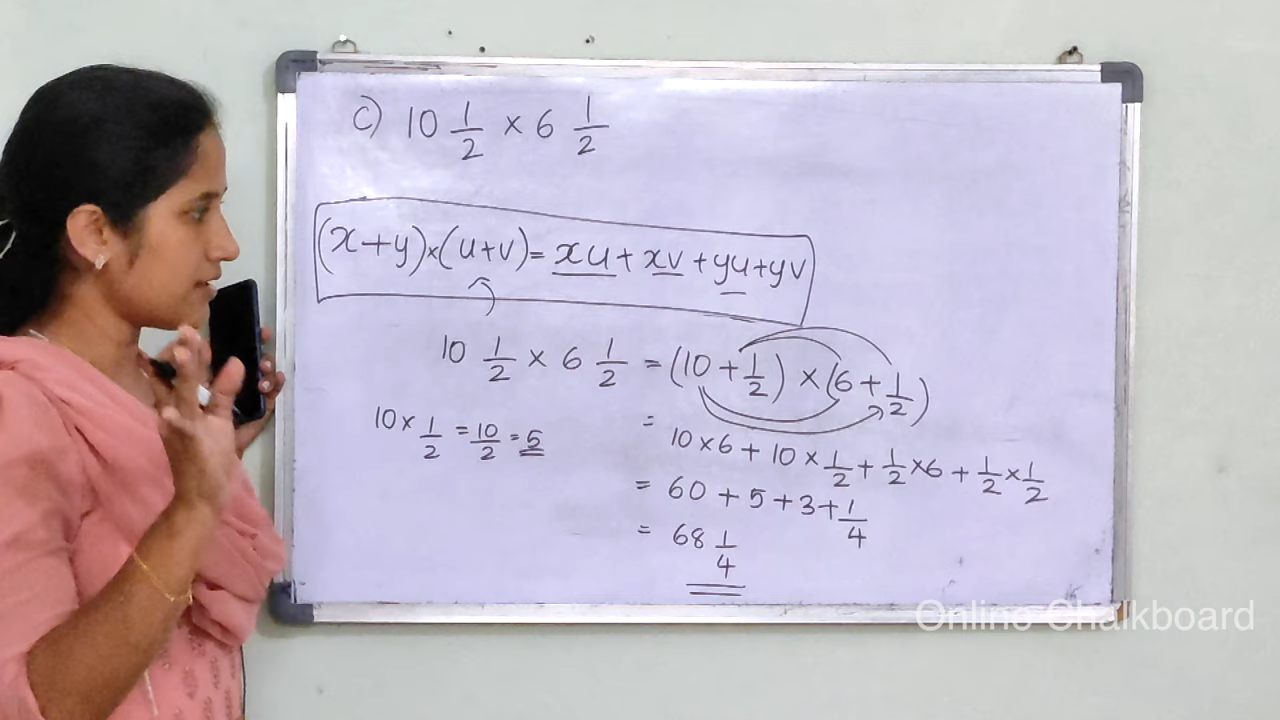 c) 10 1/2 × 6 1/2
(x+y)×(u+v)= xu + xv + yu+yv
10 1/2 × 6 1/2 = (10 + 1/2) × (6 + 1/2)
10 × 1/2 = 10/2 = 5
= 10×6 + 10 × 1/2 + 1/2 ×6 + 1/2 × 1/2
= 60 + 5 + 3 + 1/4
= 68 1/4
Online Chalkboard